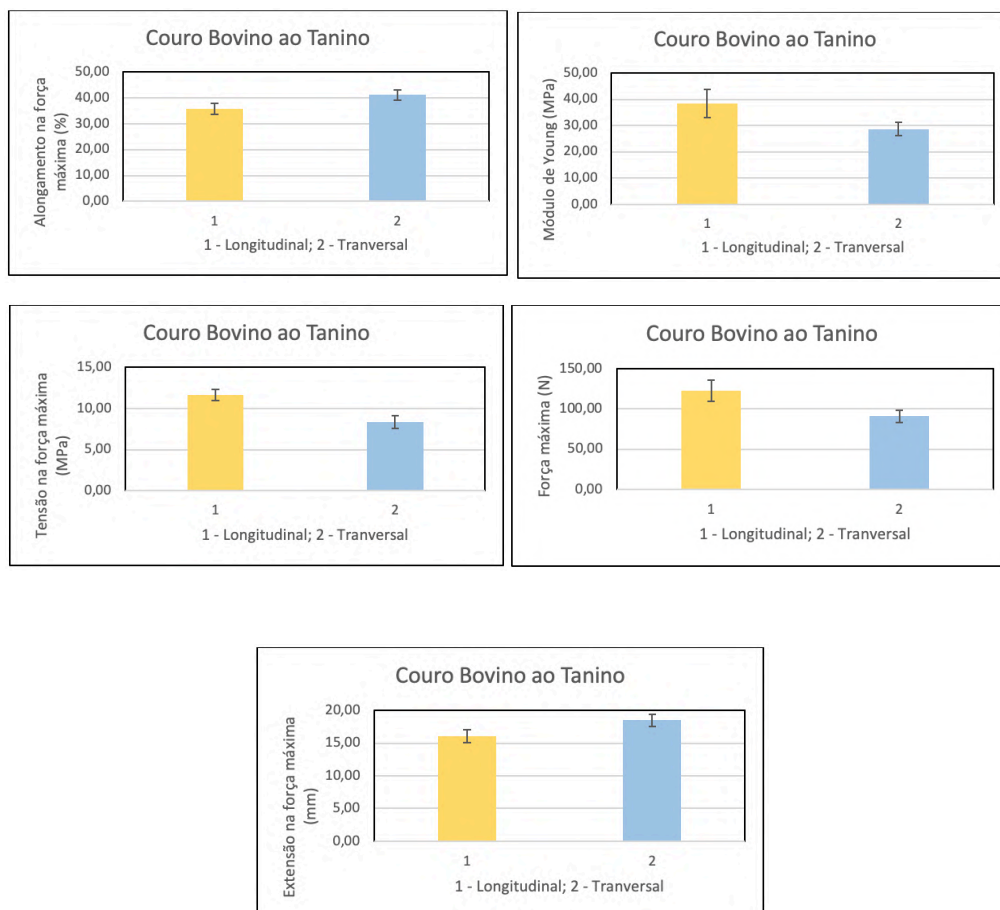 Couro Bovino ao Tanino
Alongamento na força
máxima (%)
50,00
40,00
30,00
20,00
10,00
0,00
1
2
1 - Longitudinal; 2 - Tranversal
Couro Bovino ao Tanino
Módulo de Young (MPa)
50,00
40,00
30,00
20,00
10,00
0,00
1
2
1 - Longitudinal; 2 - Tranversal
Couro Bovino ao Tanino
Tensão na força máxima
(MPa)
15,00
10,00
5,00
0,00
1
2
1 - Longitudinal; 2 - Tranversal
Couro Bovino ao Tanino
Força máxima (N)
150,00
100,00
50,00
0,00
1
2
1 - Longitudinal; 2 - Tranversal
Couro Bovino ao Tanino
Extensão na força máxima
(mm)
20,00
15,00
10,00
5,00
0,00
1
2
1 - Longitudinal; 2 - Tranversal